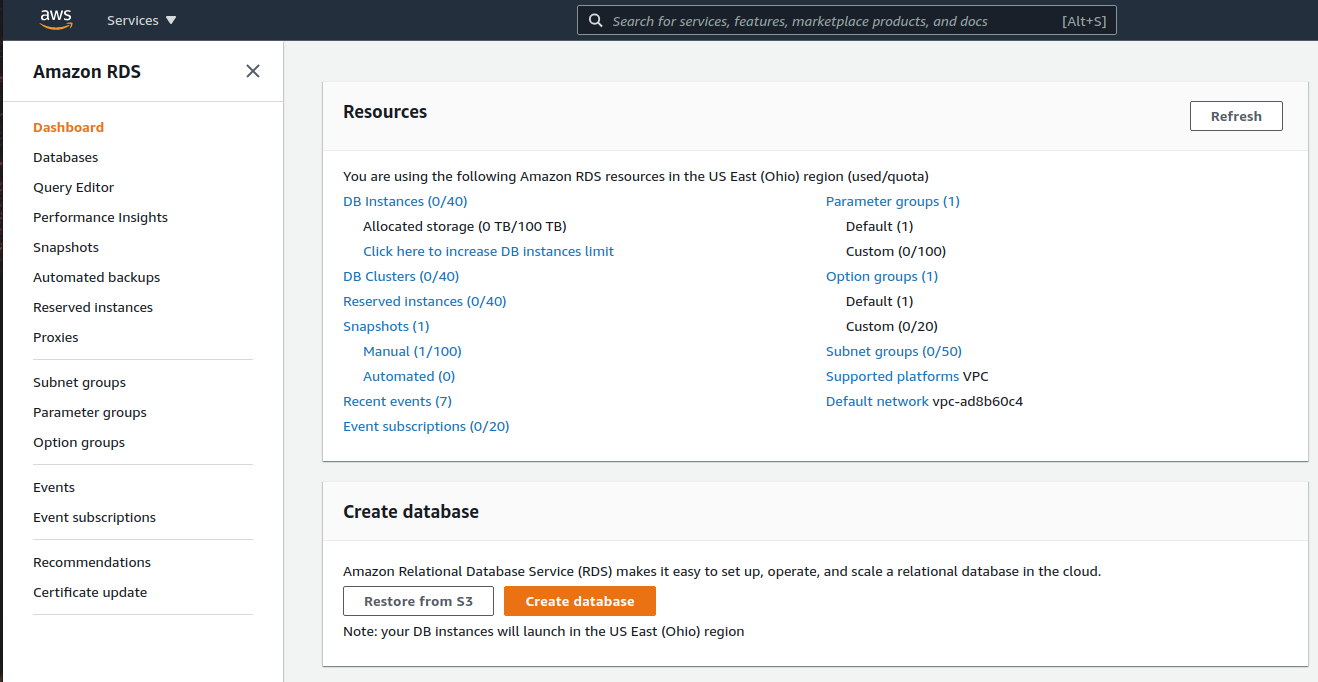 aws
Services ▼
Search for services, features, marketplace products, and docs
[Alt+S]
Amazon RDS
Dashboard
Databases
Query Editor
Performance Insights
Snapshots
Automated backups
Reserved instances
Proxies
Subnet groups
Parameter groups
Option groups
Events
Event subscriptions
Recommendations
Certificate update
Resources
Refresh
You are using the following Amazon RDS resources in the US East (Ohio) region (used/quota)
DB Instances (0/40)
Allocated storage (0 TB/100 TB)
Click here to increase DB instances limit
DB Clusters (0/40)
Reserved instances (0/40)
Snapshots (1)
Manual (1/100)
Automated (0)
Recent events (7)
Event subscriptions (0/20)
Parameter groups (1)
Default (1)
Custom (0/100)
Option groups (1)
Default (1)
Custom (0/20)
Subnet groups (0/50)
Supported platforms VPC
Default network vpc-ad8b60c4
Create database
Amazon Relational Database Service (RDS) makes it easy to set up, operate, and scale a relational database in the cloud.
Restore from S3
Create database
Note: your DB instances will launch in the US East (Ohio) region